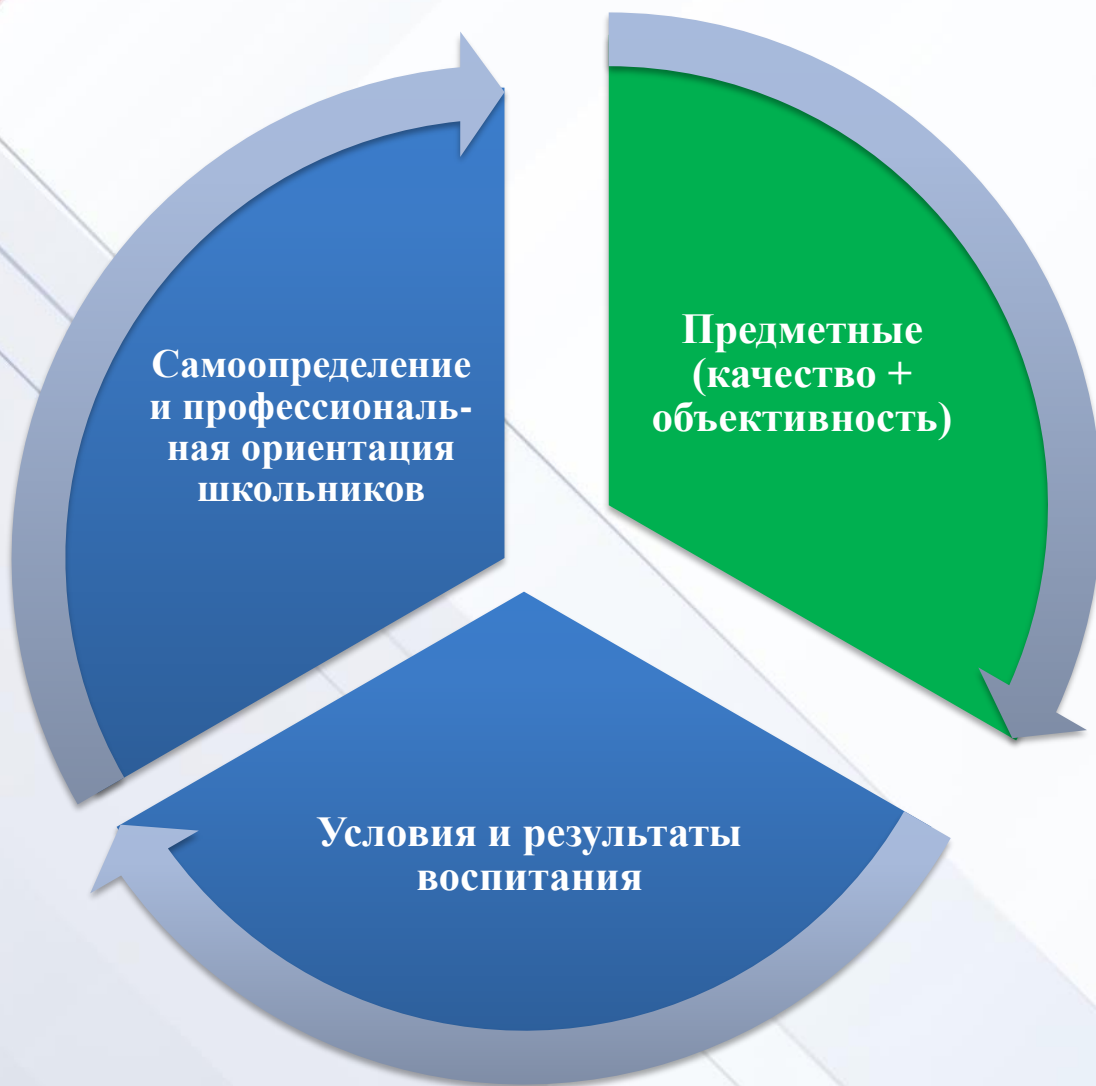 Предметные
(качество +
объективность)
Самоопределение
и профессиональ-
ная ориентация
школьников
Условия и результаты
воспитания